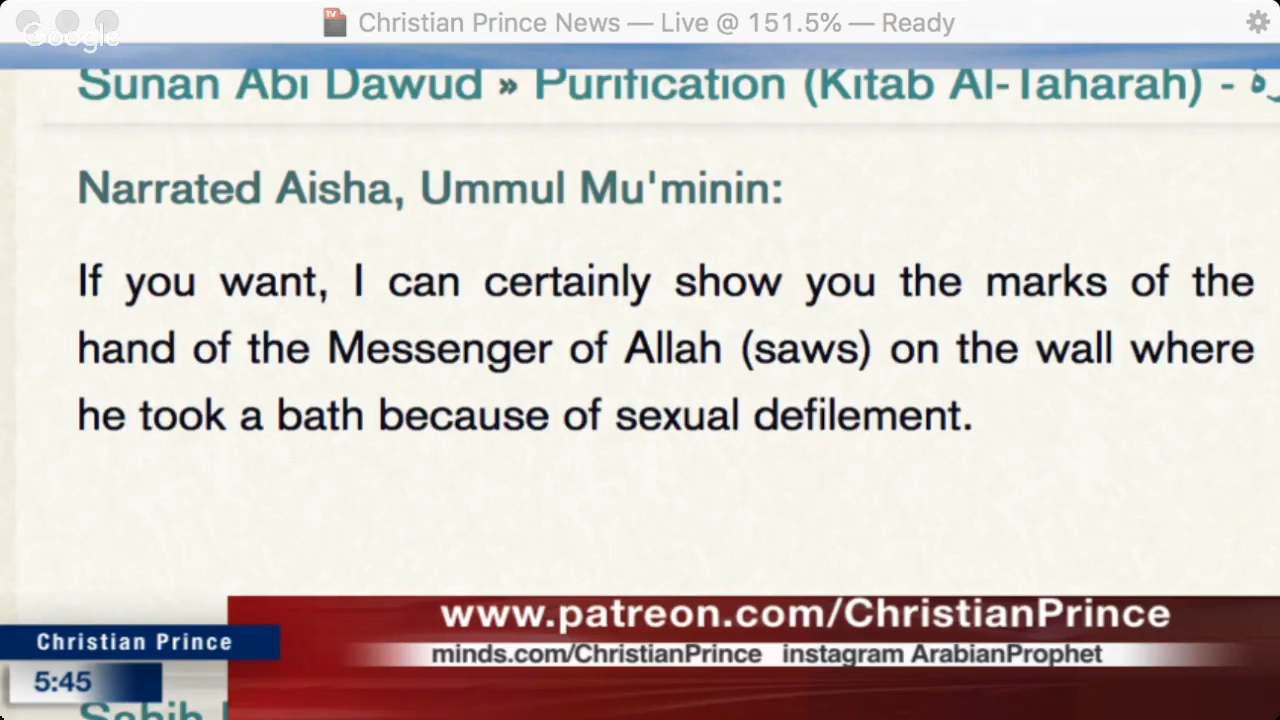 Christian Prince News — Live @ 151.5% — Ready
Google
Sunan Abi Dawud » Purification (Kitab Al-Taharah) -
Narrated Aisha, Ummul Mu'minin:
If you want, I can certainly show you the marks of the
hand of the Messenger of Allah (saws) on the wall where
he took a bath because of sexual defilement.
www.patreon.com/ChristianPrince
Christian Prince
minds.com/ChristianPrince instagram ArabianProphet
5:45